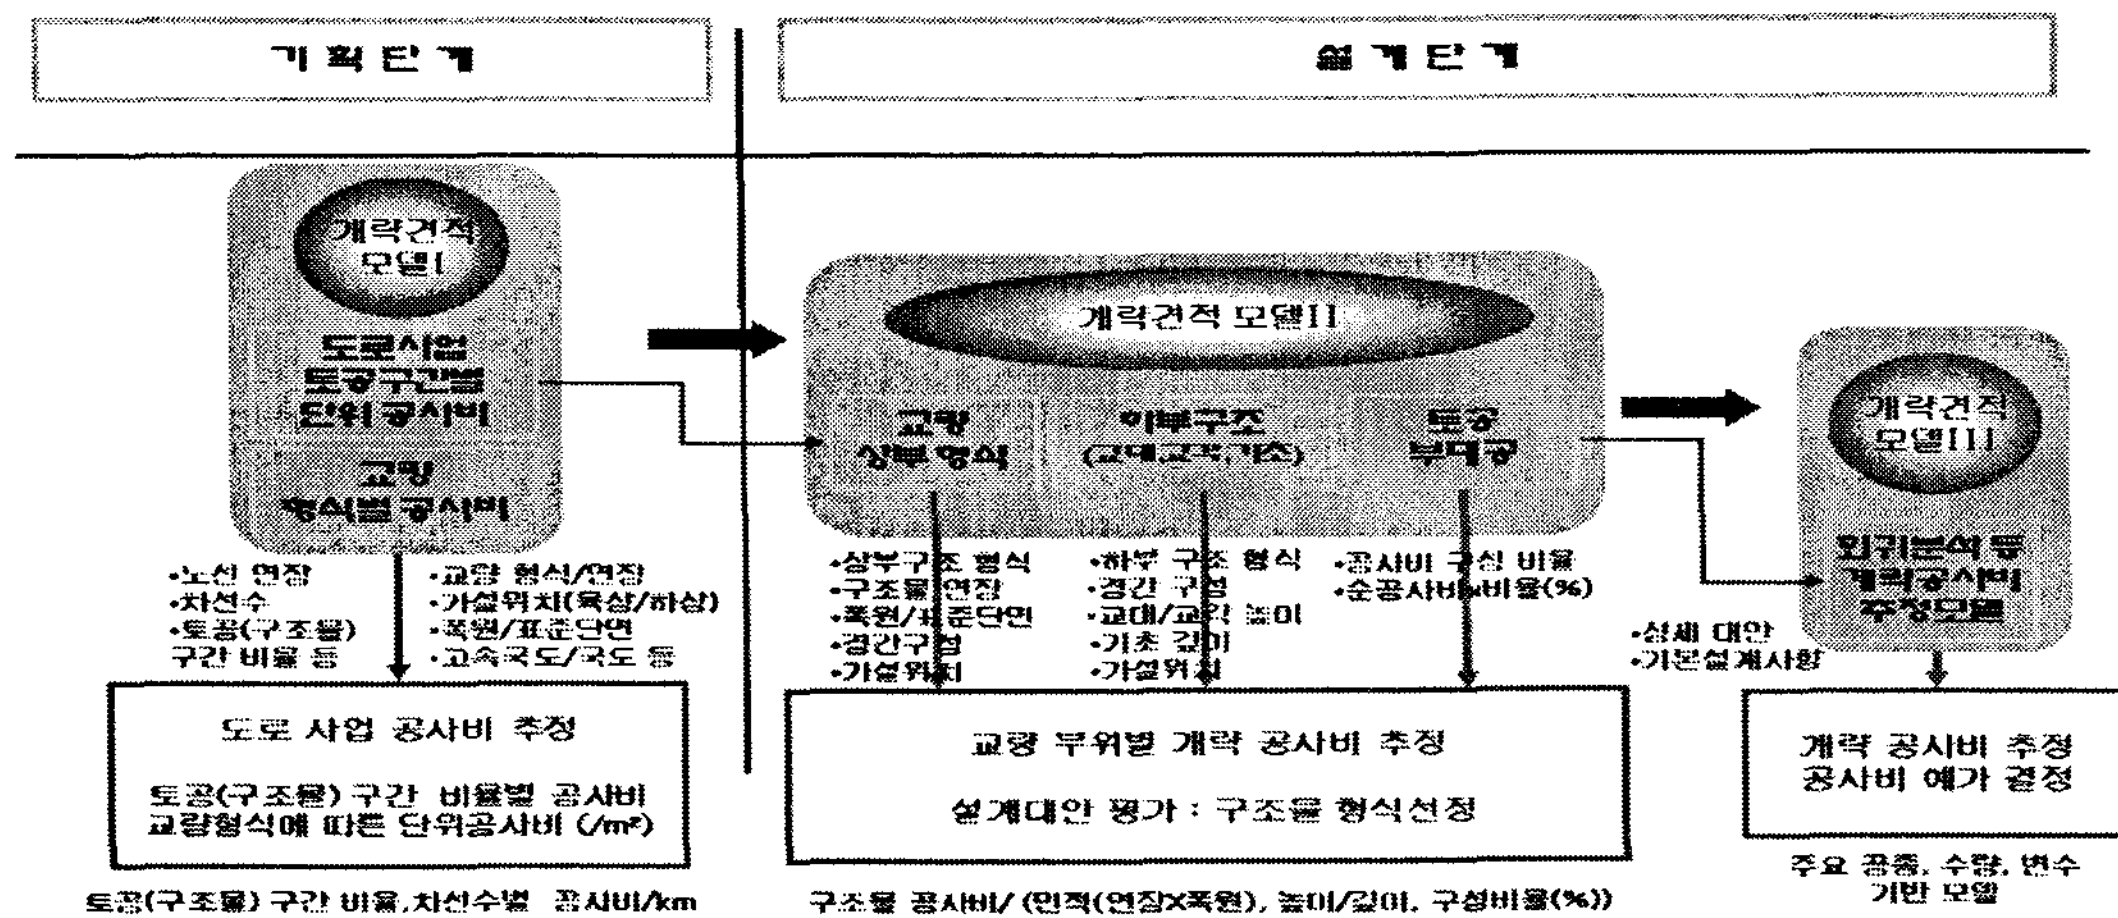 기획단계
설계단계
개략견적
모델I
도로사업
토공구간별
단위 공사비
교량
형식별 공사비
•노선 연장
•차선수
•토공(구조물)
구간 비율 등
•교량 형식/연장
•가설위치(육상/하상)
•폭원/표준단면
•고속국도/국도 등
도로 사업 공사비 추정
토공(구조물) 구간 비율별 공사비
교량형식에 따른 단위공사비 (/m²)
토공(구조물) 구간 비율,차선수별 공사비/km
개략견적 모델II
교량
상부 형식
하부구조
(교대,교각,기초)
토공
부대공
•상부구조 형식
•구조물 연장
•폭원/표준단면
•경간구성
•가설위치
•하부 구조 형식
•경간 구성
•교대/교각 높이
•기초 깊이
•가설위치
•공사비 구성 비율
•순공사비×비율(%)
교량 부위별 개략 공사비 추정
설계대안 평가 : 구조물 형식선정
구조물 공사비/ (면적(연장X폭원), 높이/깊이, 구성비율(%))
개략견적
모델III
회귀분석 등
개략공사비
추정모델
•상세 대안
•기본설계사항
개략 공사비 추정
공사비 예가 결정
주요 공종, 수량, 변수
기반 모델